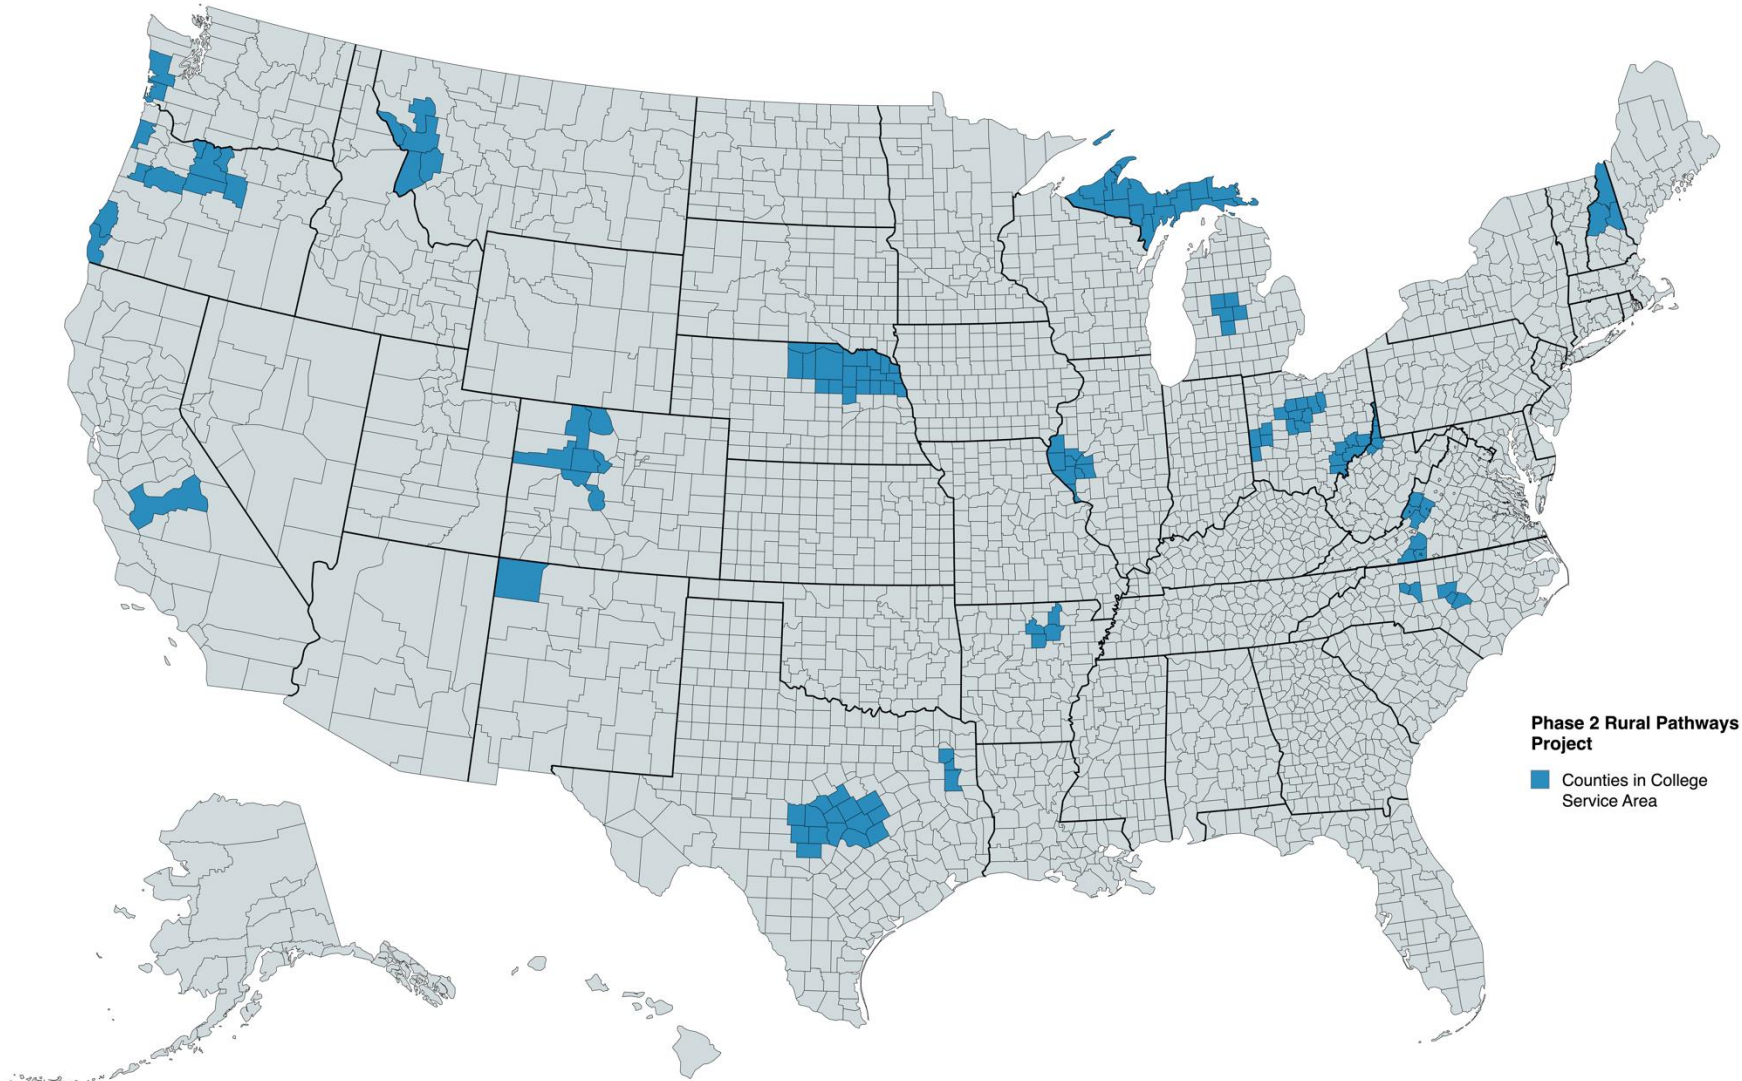 Phase 2 Rural Pathways
Project
Counties in College
Service Area